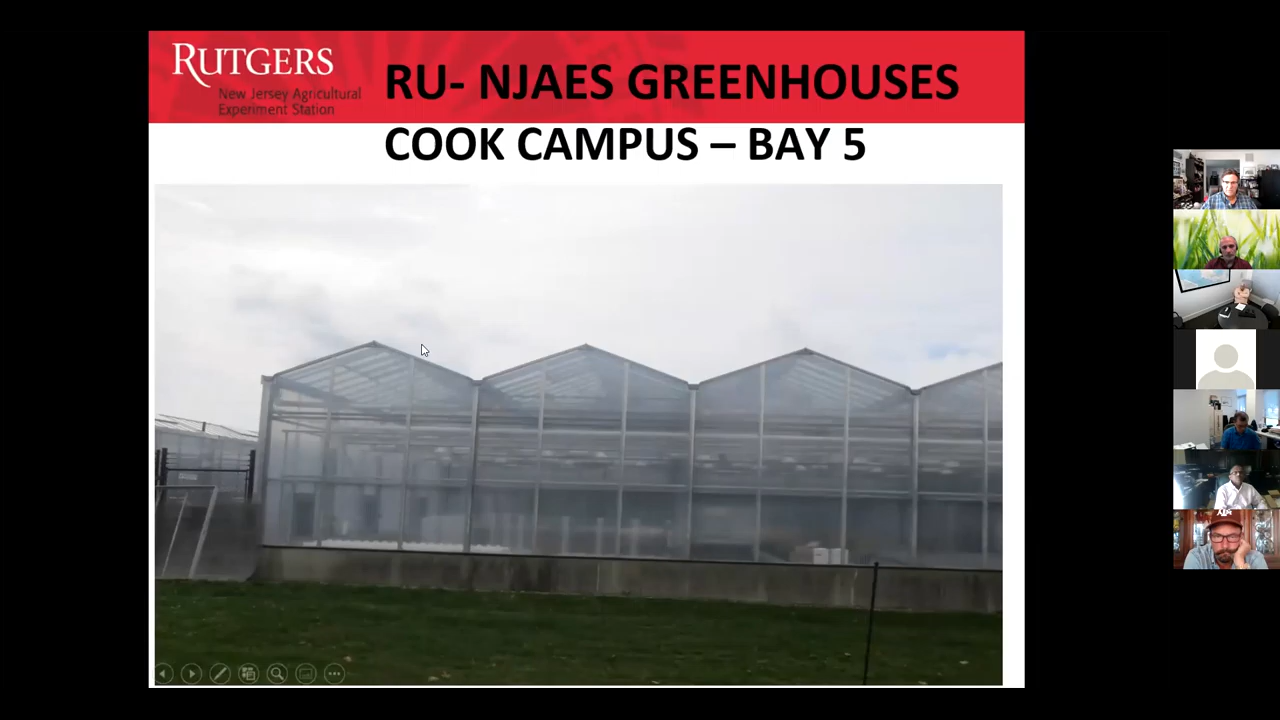 RUTGERS
New Jersey Agricultural
Experiment Station
RU- NJAES GREENHOUSES
COOK CAMPUS – BAY 5